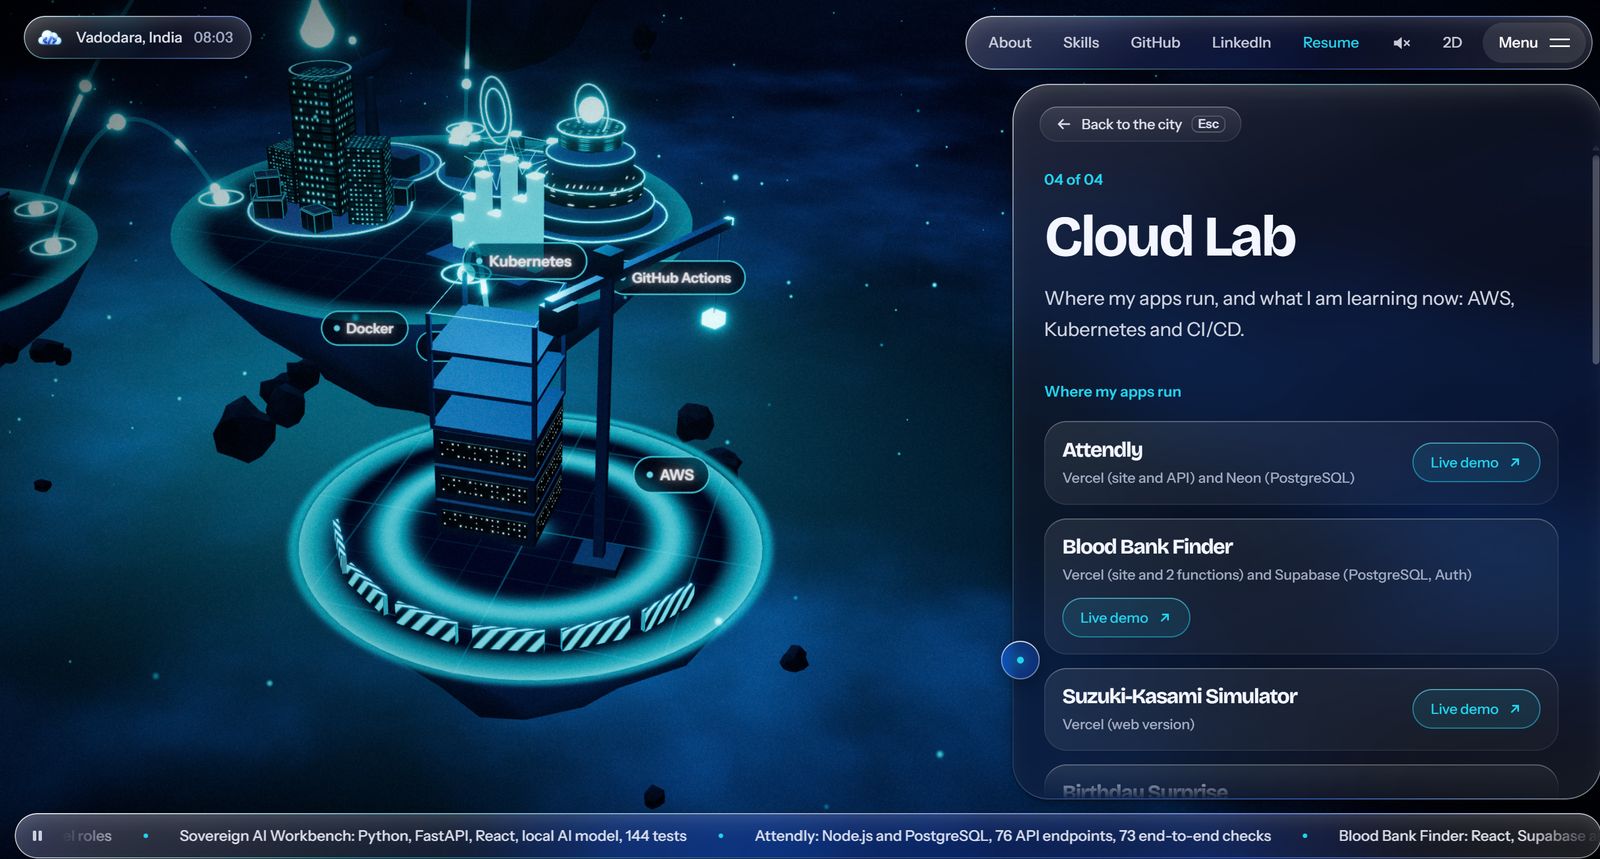 Vadodara, India 08:03
About Skills GitHub LinkedIn Resume 2D Menu
Back to the city Esc
04 of 04
Cloud Lab
Where my apps run, and what I am learning now: AWS,
Kubernetes and CI/CD.
Where my apps run
Attendly
Vercel (site and API) and Neon (PostgreSQL)
Live demo
Blood Bank Finder
Vercel (site and 2 functions) and Supabase (PostgreSQL, Auth)
Live demo
Suzuki-Kasami Simulator
Vercel (web version)
Live demo
Birthday Surprise
Kubernetes
GitHub Actions
Docker
AWS
roles • Sovereign AI Workbench: Python, FastAPI, React, local AI model, 144 tests • Attendly: Node.js and PostgreSQL, 76 API endpoints, 73 end-to-end checks • Blood Bank Finder: React, Supabase